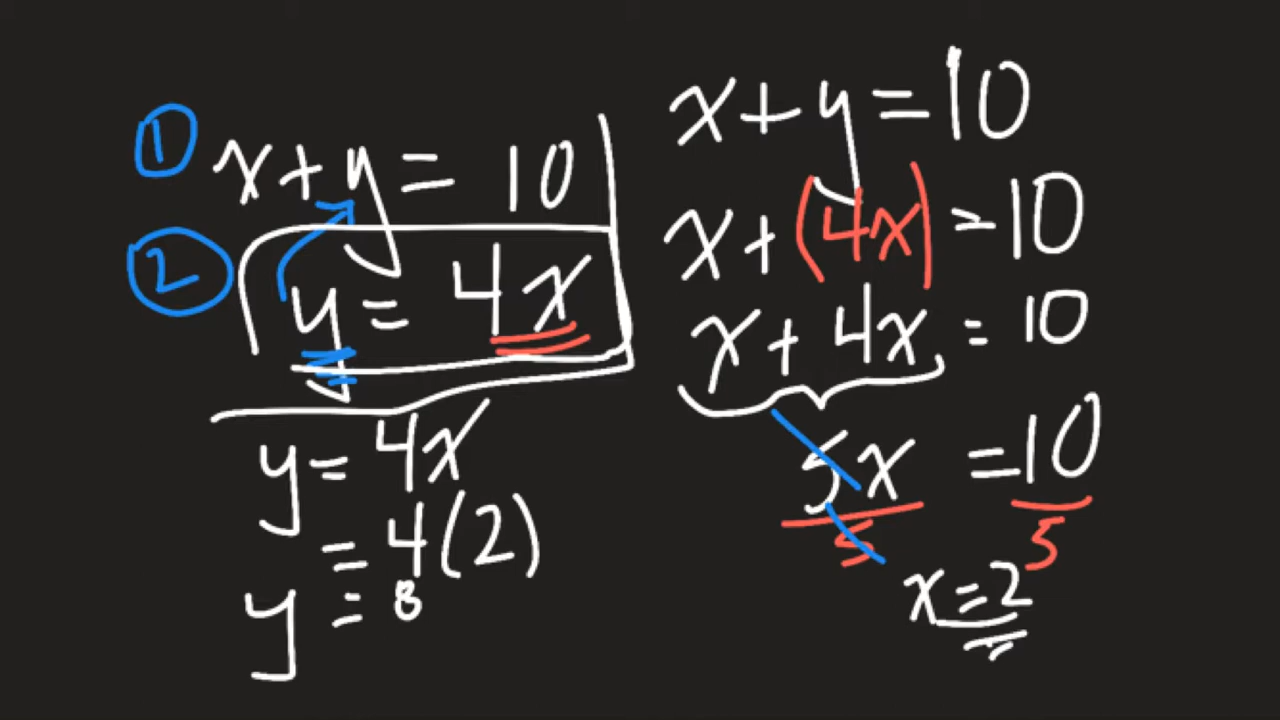 ① x+y = 10
② y = 4x
y = 4x
= 4(2)
y = 8
x+y = 10
x+(4x) = 10
x + 4x = 10
5x = 10
5 5
x = 2